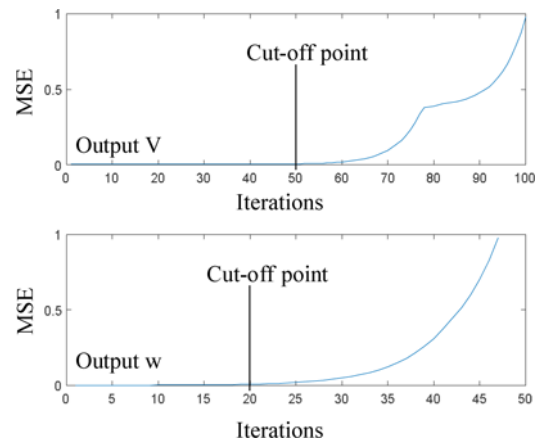 1
Cut-off point
MSE
0.5
Output V
0
0 10 20 30 40 50 60 70 80 90 100
Iterations
1
Cut-off point
MSE
0.5
Output w
0
0 5 10 15 20 25 30 35 40 45 50
Iterations